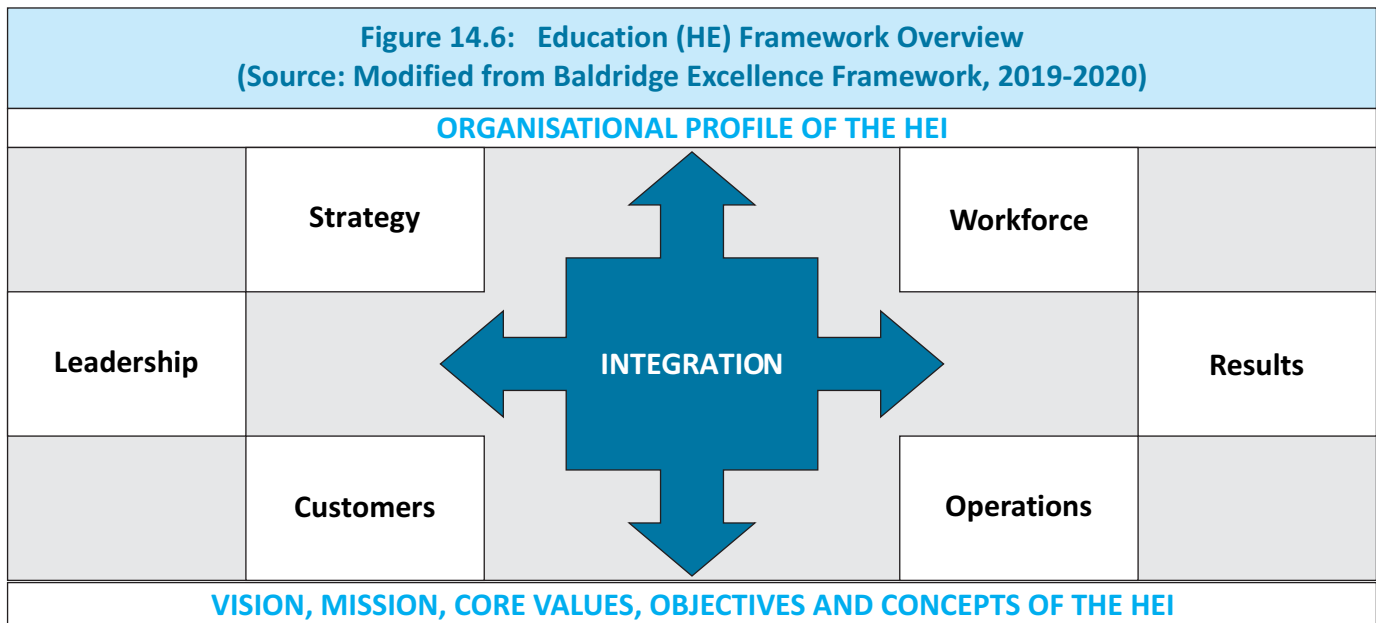 Figure 14.6: Education (HE) Framework Overview
(Source: Modified from Baldridge Excellence Framework, 2019-2020)
ORGANISATIONAL PROFILE OF THE HEI
Strategy
Workforce
Leadership
INTEGRATION
Results
Customers
Operations
VISION, MISSION, CORE VALUES, OBJECTIVES AND CONCEPTS OF THE HEI